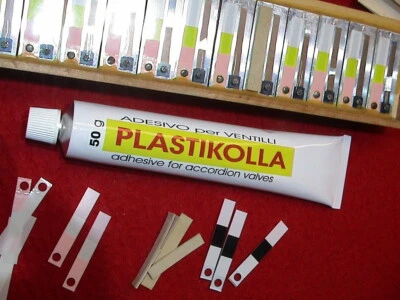 50 g
ADESIVO per VENTILLI
PLASTIKOLLA
adhesive for accordion valves